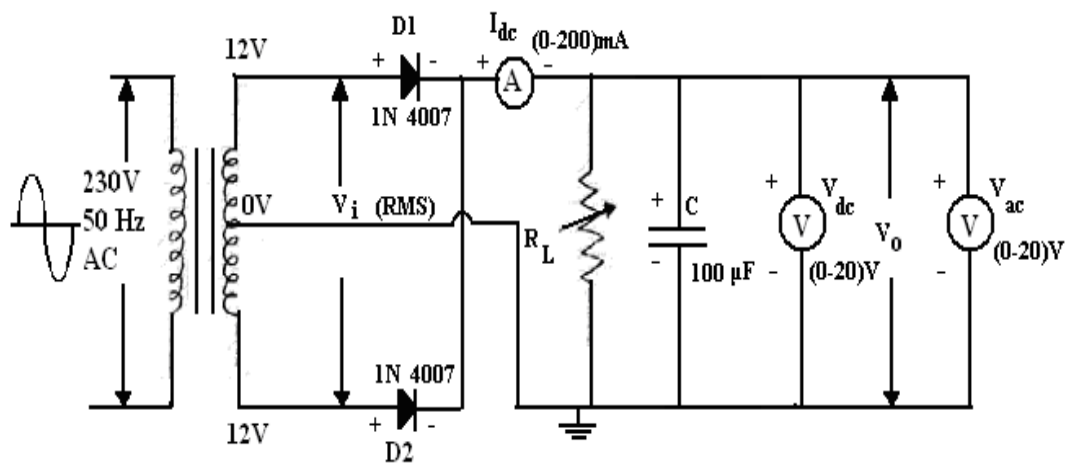 D1
I dc
(0-200)mA
12V
+ -
+ -
A
1N 4007
230V
50 Hz
AC
0V
V i (RMS)
R L
+ C
-
100 µF
+ V dc
V
- (0-20)V
V o
+ V ac
V
(0-20)V
-
1N 4007
12V
+ -
D2